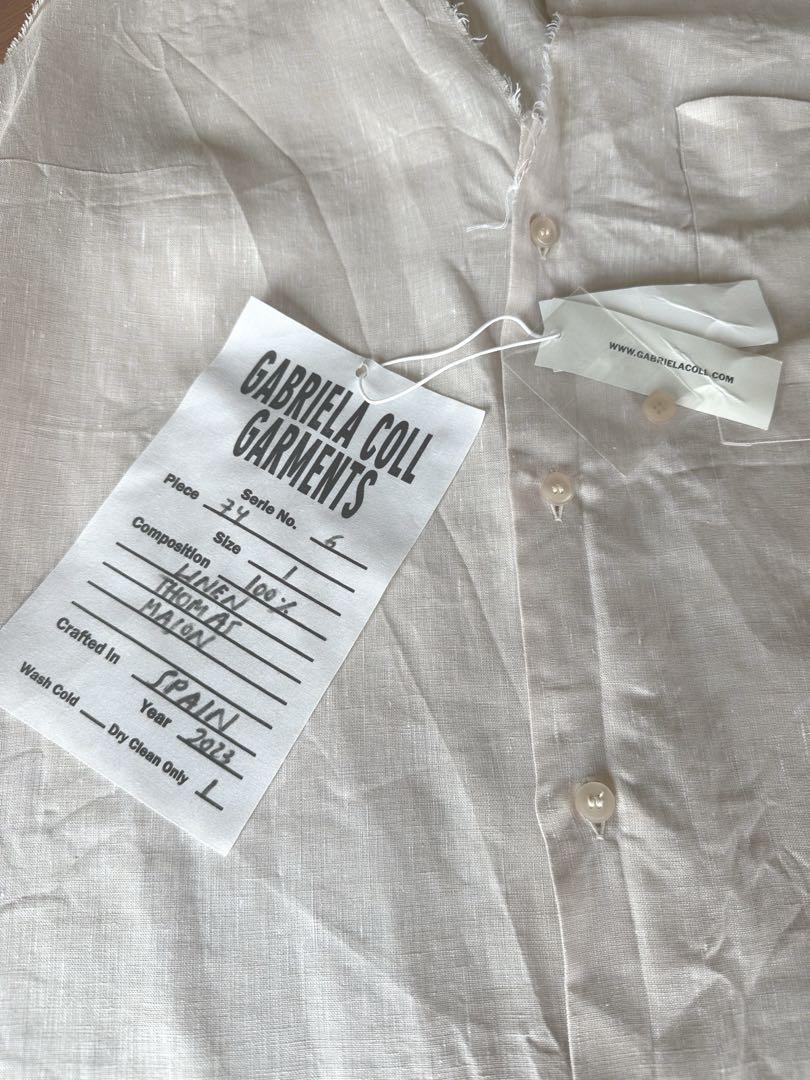 GABRIELA COLL
GARMENTS
Serie No. 6
Piece 74
Size 1
Composition 100%
LINEN
THOMAS
MASON
Crafted In SPAIN
Year 2023
Wash Cold
Dry Clean Only 1
WWW.GABRIELACOLL.COM